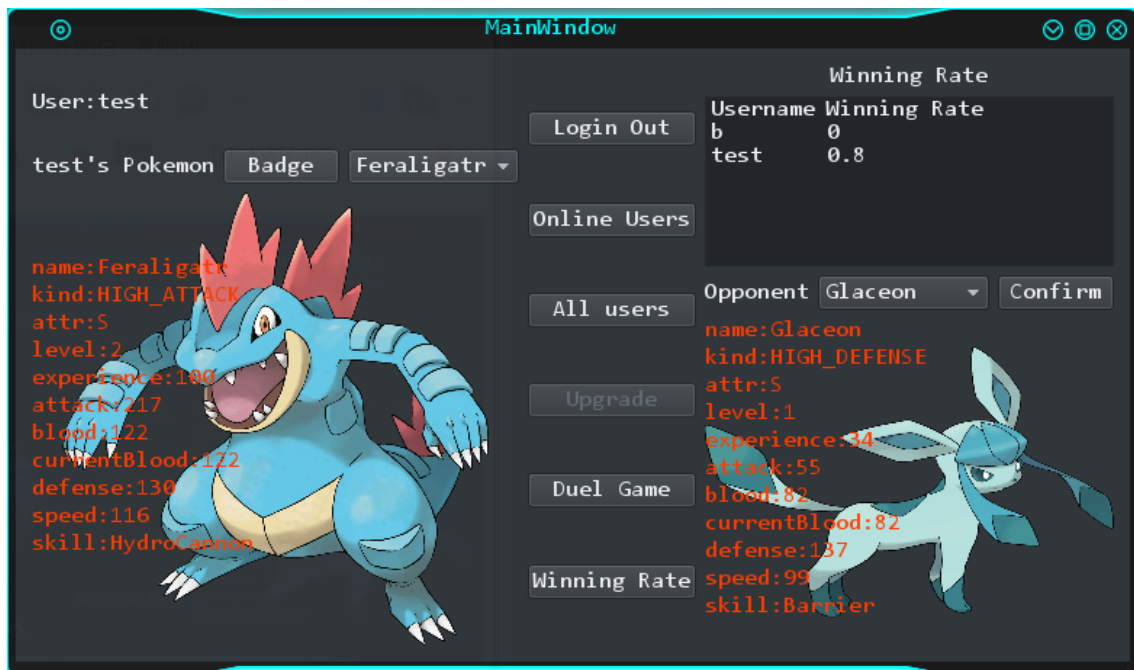 MainWindow
User:test
test's Pokemon Badge Feraligatr
name:Feraligatr
kind:HIGH_ATTACK
attr:S
level:2
experience:100
attack:217
blood:122
currentBlood:122
defense:130
speed:116
skill:HydroCannon
Login Out
Online Users
All users
Upgrade
Duel Game
Winning Rate
Winning Rate
Username Winning Rate
b 0
test 0.8
Opponent Glaceon Confirm
name:Glaceon
kind:HIGH_DEFENSE
attr:S
level:1
experience:34
attack:55
blood:82
currentBlood:82
defense:137
speed:99
skill:Barrier